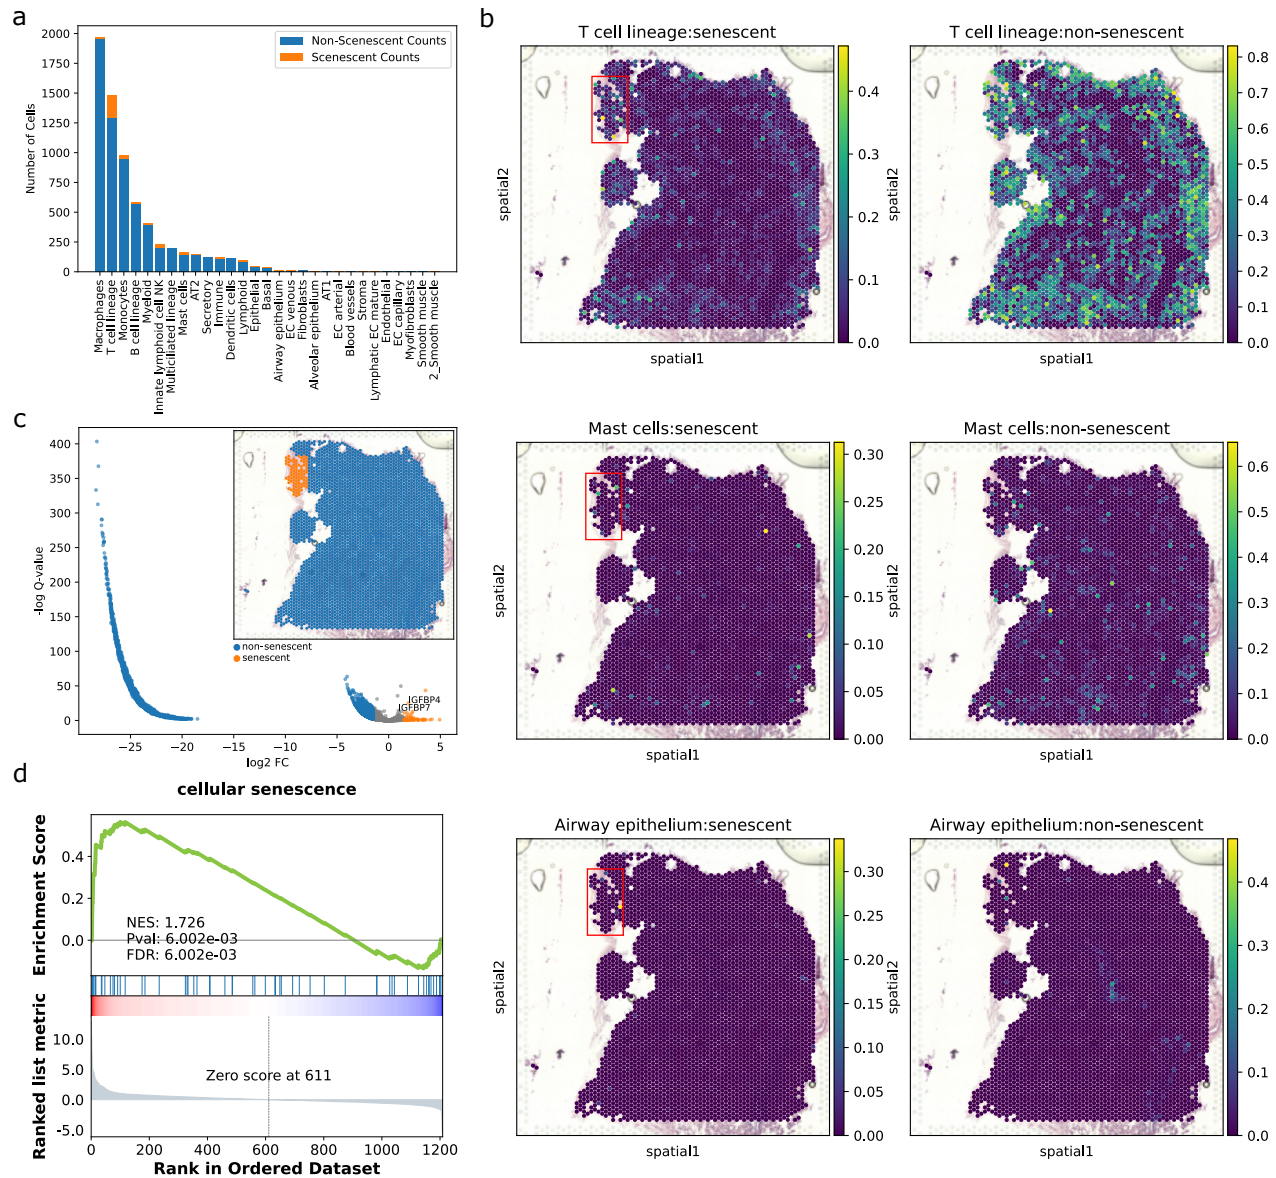 a
Non-Scenescent Counts
Scenescent Counts
2000
1750
1500
1250
1000
750
500
250
0
Number of Cells
Macrophages
T cell lineage
Monocytes
B cell lineage
Myeloid
Innate lymphoid cell NK
Multiciliated lineage
Mast cells
AT2
Secretory
Immune
Dendritic cells
Lymphoid
Epithelial
Basal
Airway epithelium
EC venous
Fibroblasts
Alveolar epithelium
AT1
EC arterial
Blood vessels
Stroma
Lymphatic EC mature
Endothelial
EC capillary
Myofibroblasts
Smooth muscle
2_Smooth muscle
b
T cell lineage:senescent
spatial2
spatial1
0.4
0.3
0.2
0.1
0.0
T cell lineage:non-senescent
spatial2
spatial1
0.8
0.7
0.6
0.5
0.4
0.3
0.2
0.1
0.0
Mast cells:senescent
spatial2
spatial1
0.30
0.25
0.20
0.15
0.10
0.05
0.00
Mast cells:non-senescent
spatial2
spatial1
0.6
0.5
0.4
0.3
0.2
0.1
0.0
Airway epithelium:senescent
spatial2
spatial1
0.30
0.25
0.20
0.15
0.10
0.05
0.00
Airway epithelium:non-senescent
spatial2
spatial1
0.4
0.3
0.2
0.1
0.0
c
400
350
300
250
200
150
100
50
0
-log Q-value
non-senescent
senescent
IGFBP4
IGFBP7
−25
−20
−15
−10
−5
0
5
log2 FC
d
cellular senescence
Enrichment Score
0.4
0.2
0.0
NES: 1.726
Pval: 6.002e-03
FDR: 6.002e-03
Ranked list metric
10.0
5.0
0.0
-5.0
Zero score at 611
0
200
400
600
800
1000
1200
Rank in Ordered Dataset